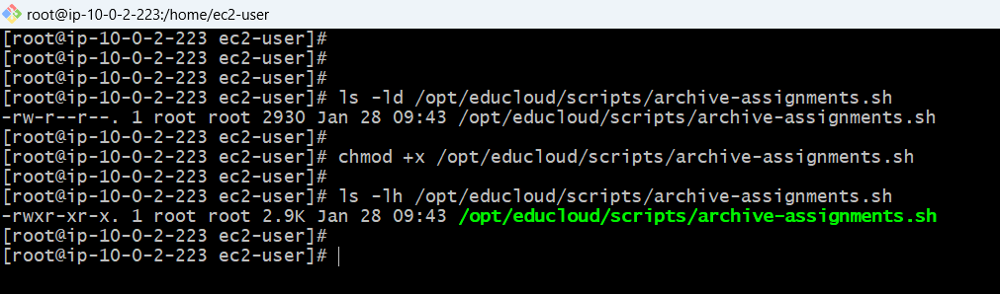 root@ip-10-0-2-223:/home/ec2-user
[root@ip-10-0-2-223 ec2-user]#
[root@ip-10-0-2-223 ec2-user]#
[root@ip-10-0-2-223 ec2-user]#
[root@ip-10-0-2-223 ec2-user]# ls -ld /opt/educloud/scripts/archive-assignments.sh
-rw-r--r--. 1 root root 2930 Jan 28 09:43 /opt/educloud/scripts/archive-assignments.sh
[root@ip-10-0-2-223 ec2-user]#
[root@ip-10-0-2-223 ec2-user]# chmod +x /opt/educloud/scripts/archive-assignments.sh
[root@ip-10-0-2-223 ec2-user]#
[root@ip-10-0-2-223 ec2-user]# ls -lh /opt/educloud/scripts/archive-assignments.sh
-rwxr-xr-x. 1 root root 2.9K Jan 28 09:43 /opt/educloud/scripts/archive-assignments.sh
[root@ip-10-0-2-223 ec2-user]#
[root@ip-10-0-2-223 ec2-user]#